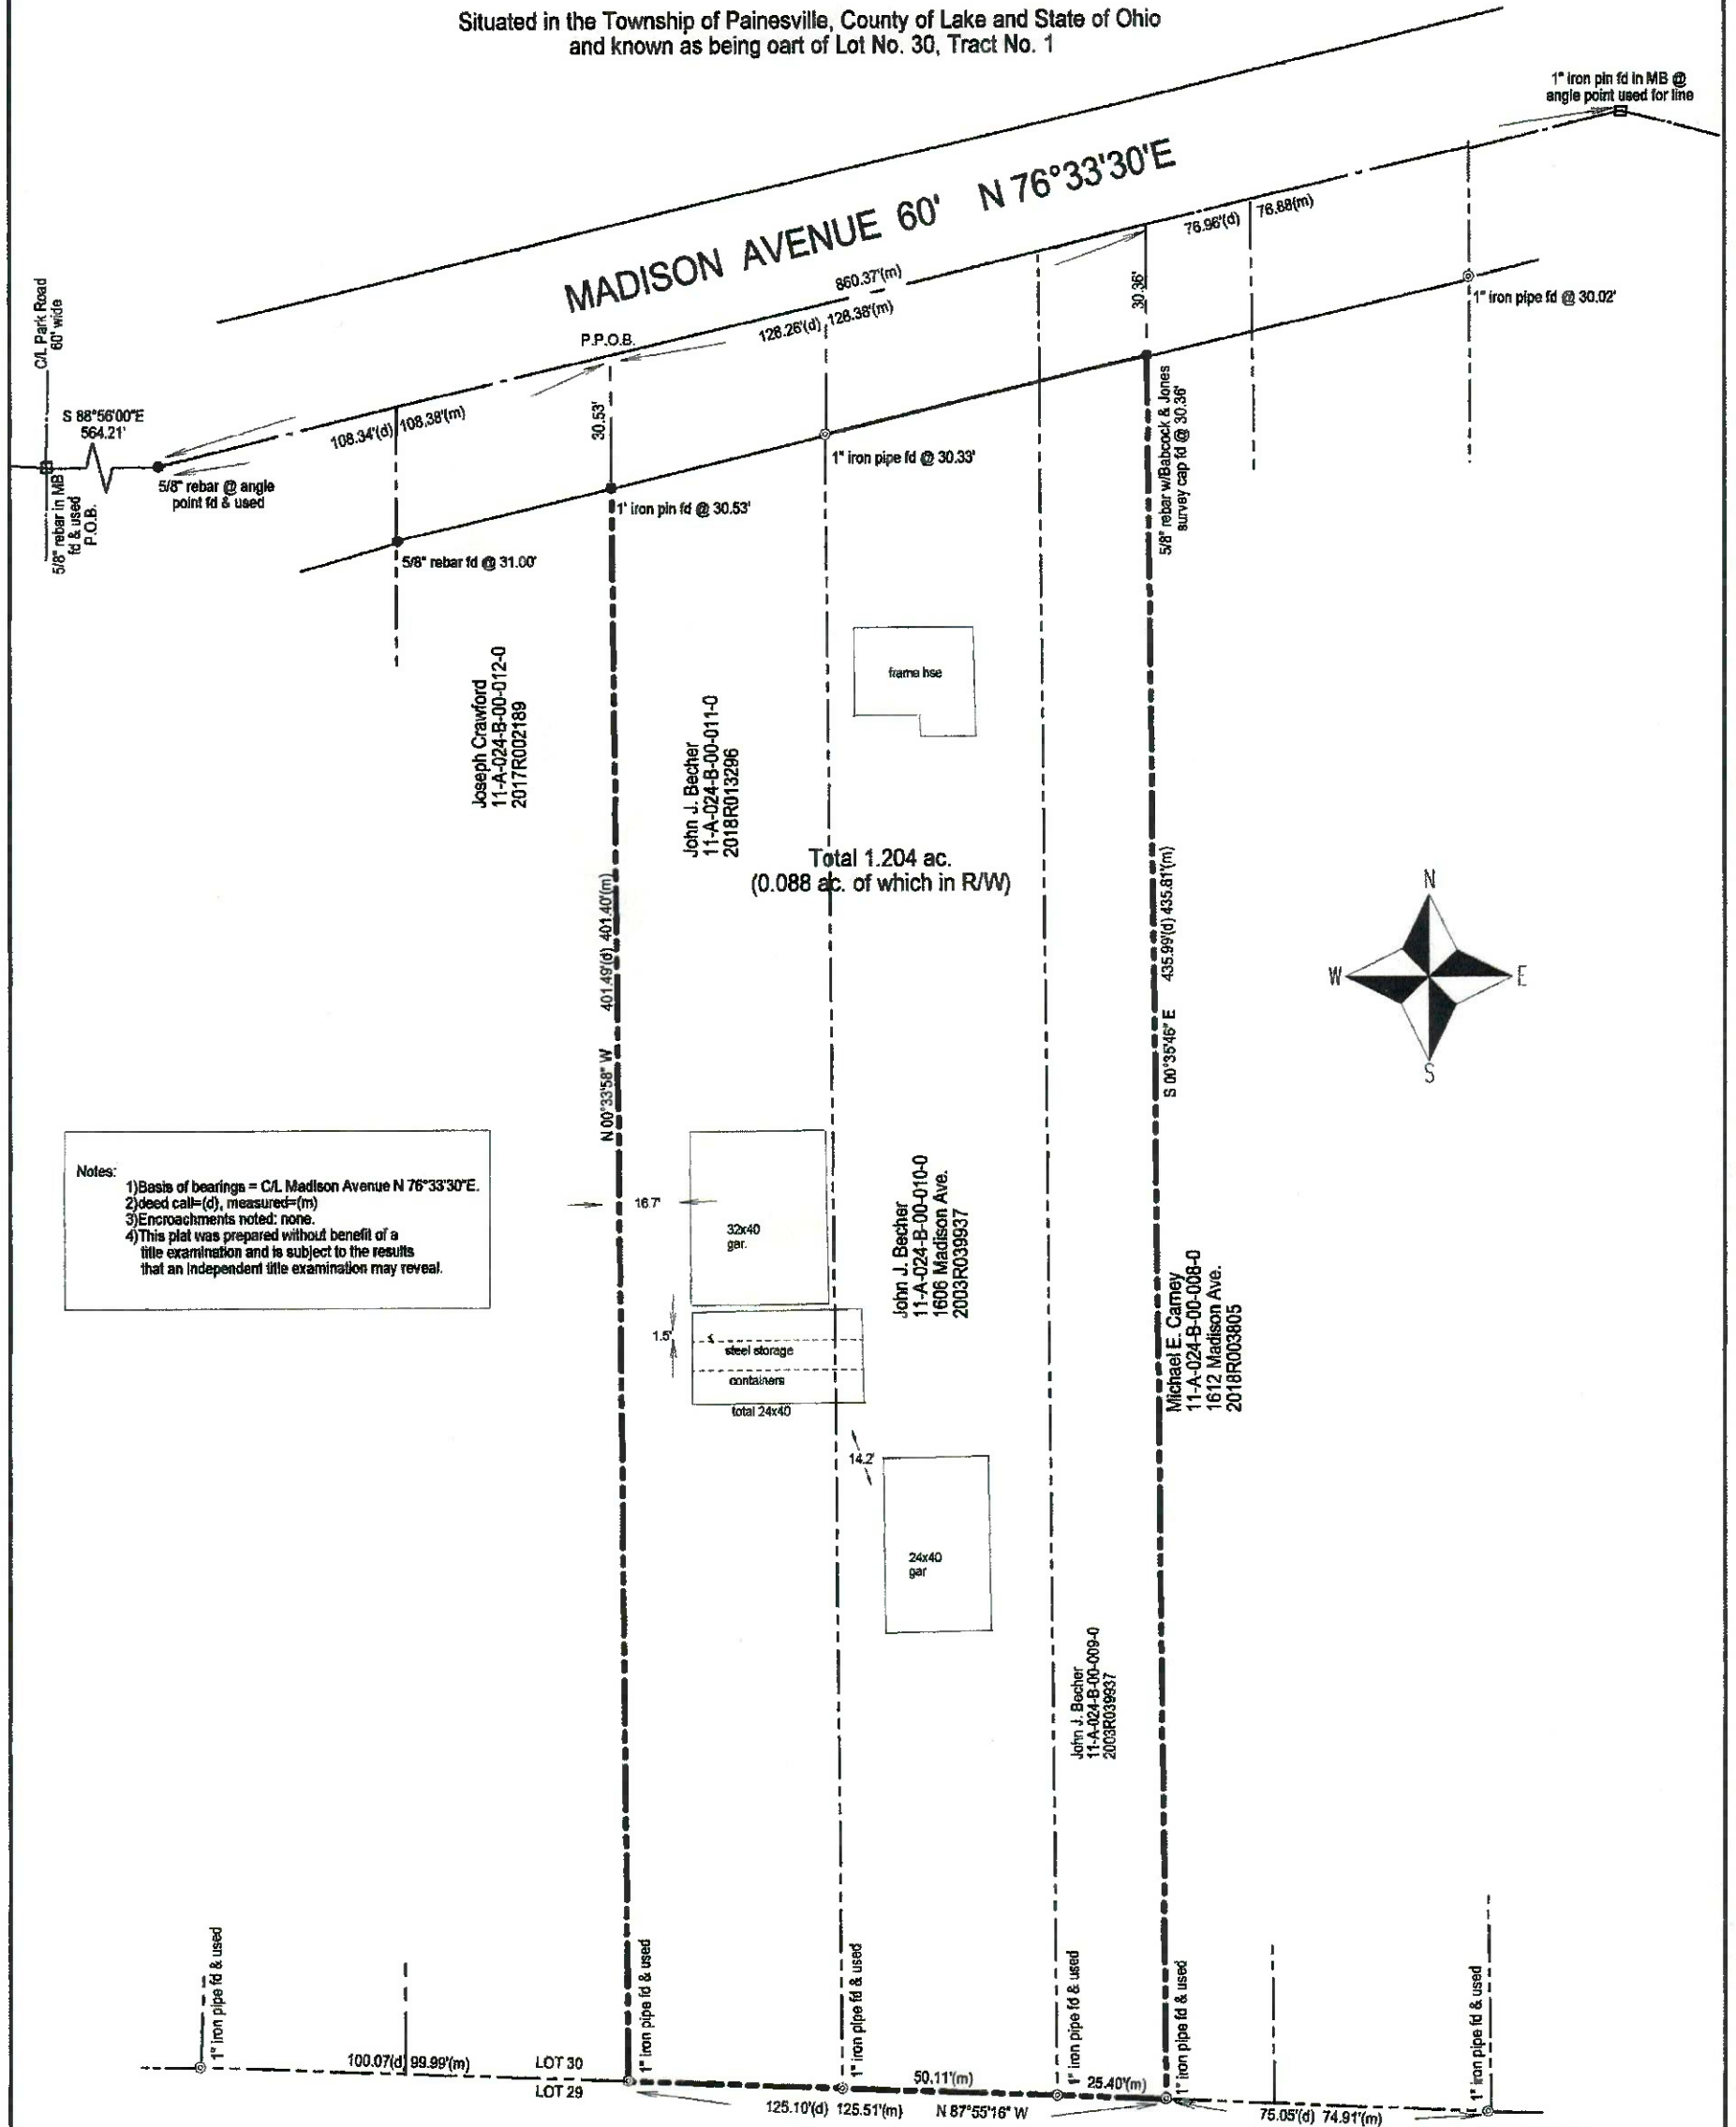 Situated in the Township of Painesville, County of Lake and State of Ohio
and known as being oart of Lot No. 30, Tract No. 1
1" iron pin fd in MB @
angle point used for line
MADISON AVENUE 60' N 76°33'30'E
76.96'(d)
76.88(m)
860.37'(m)
128.26'(d)
128.38'(m)
30.36'
1" iron pipe fd @ 30.02'
C/L Park Road
60' wide
P.P.O.B.
S 88°56'00"E
564.21'
108.34'(d)
108.38'(m)
30.53'
5/8" rebar @ angle
point fd & used
5/8" rebar in MB
fd & used
P.O.B.
1" iron pipe fd @ 30.33'
1' iron pin fd @ 30.53'
5/8" rebar fd @ 31.00'
5/8" rebar w/Babcock & Jones
survey cap fd @ 30.36'
frame hse
Joseph Crawford
11-A-024-B-00-012-0
2017R002189
John J. Becher
11-A-024-B-00-011-0
2018R013296
Total 1.204 ac.
(0.088 ac. of which in R/W)
N 00°33'58" W 401.49'(d) 401.40'(m)
S 00°35'46" E 435.99'(d) 435.81'(m)
N
W
E
S
Notes:
1)Basis of bearings = C/L Madison Avenue N 76°33'30"E.
2)deed call=(d), measured=(m)
3)Encroachments noted: none.
4)This plat was prepared without benefit of a
title examination and is subject to the results
that an independent title examination may reveal.
16.7'
32x40
gar.
John J. Becher
11-A-024-B-00-010-0
1606 Madison Ave.
2003R039937
1.5'
steel storage
containers
total 24x40
14.2'
24x40
gar
Michael E. Carney
11-A-024-B-00-008-0
1612 Madison Ave.
2018R003805
John J. Becher
11-A-024-B-00-009-0
2003R039937
1" iron pipe fd & used
1" iron pipe fd & used
1" iron pipe fd & used
1" iron pipe fd & used
1" iron pipe fd & used
1" iron pipe fd & used
100.07(d)
99.99'(m)
LOT 30
LOT 29
50.11'(m)
25.40'(m)
125.10'(d) 125.51'(m) N 87°55'16" W
75.05'(d) 74.91'(m)